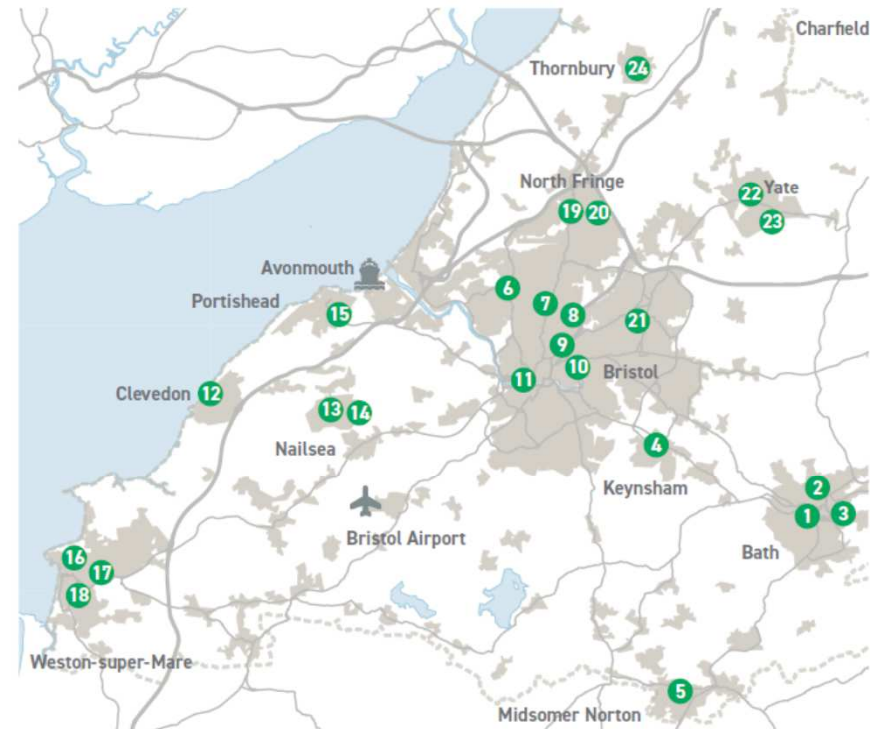 Charfield
Thornbury
24
North Fringe
19
20
22
Yate
23
Avonmouth
Portishead
15
6
7
8
21
9
10
Bristol
11
Clevedon
12
13
14
Nailsea
4
Keynsham
2
1
3
Bath
Bristol Airport
16
17
18
Weston-super-Mare
5
Midsomer Norton